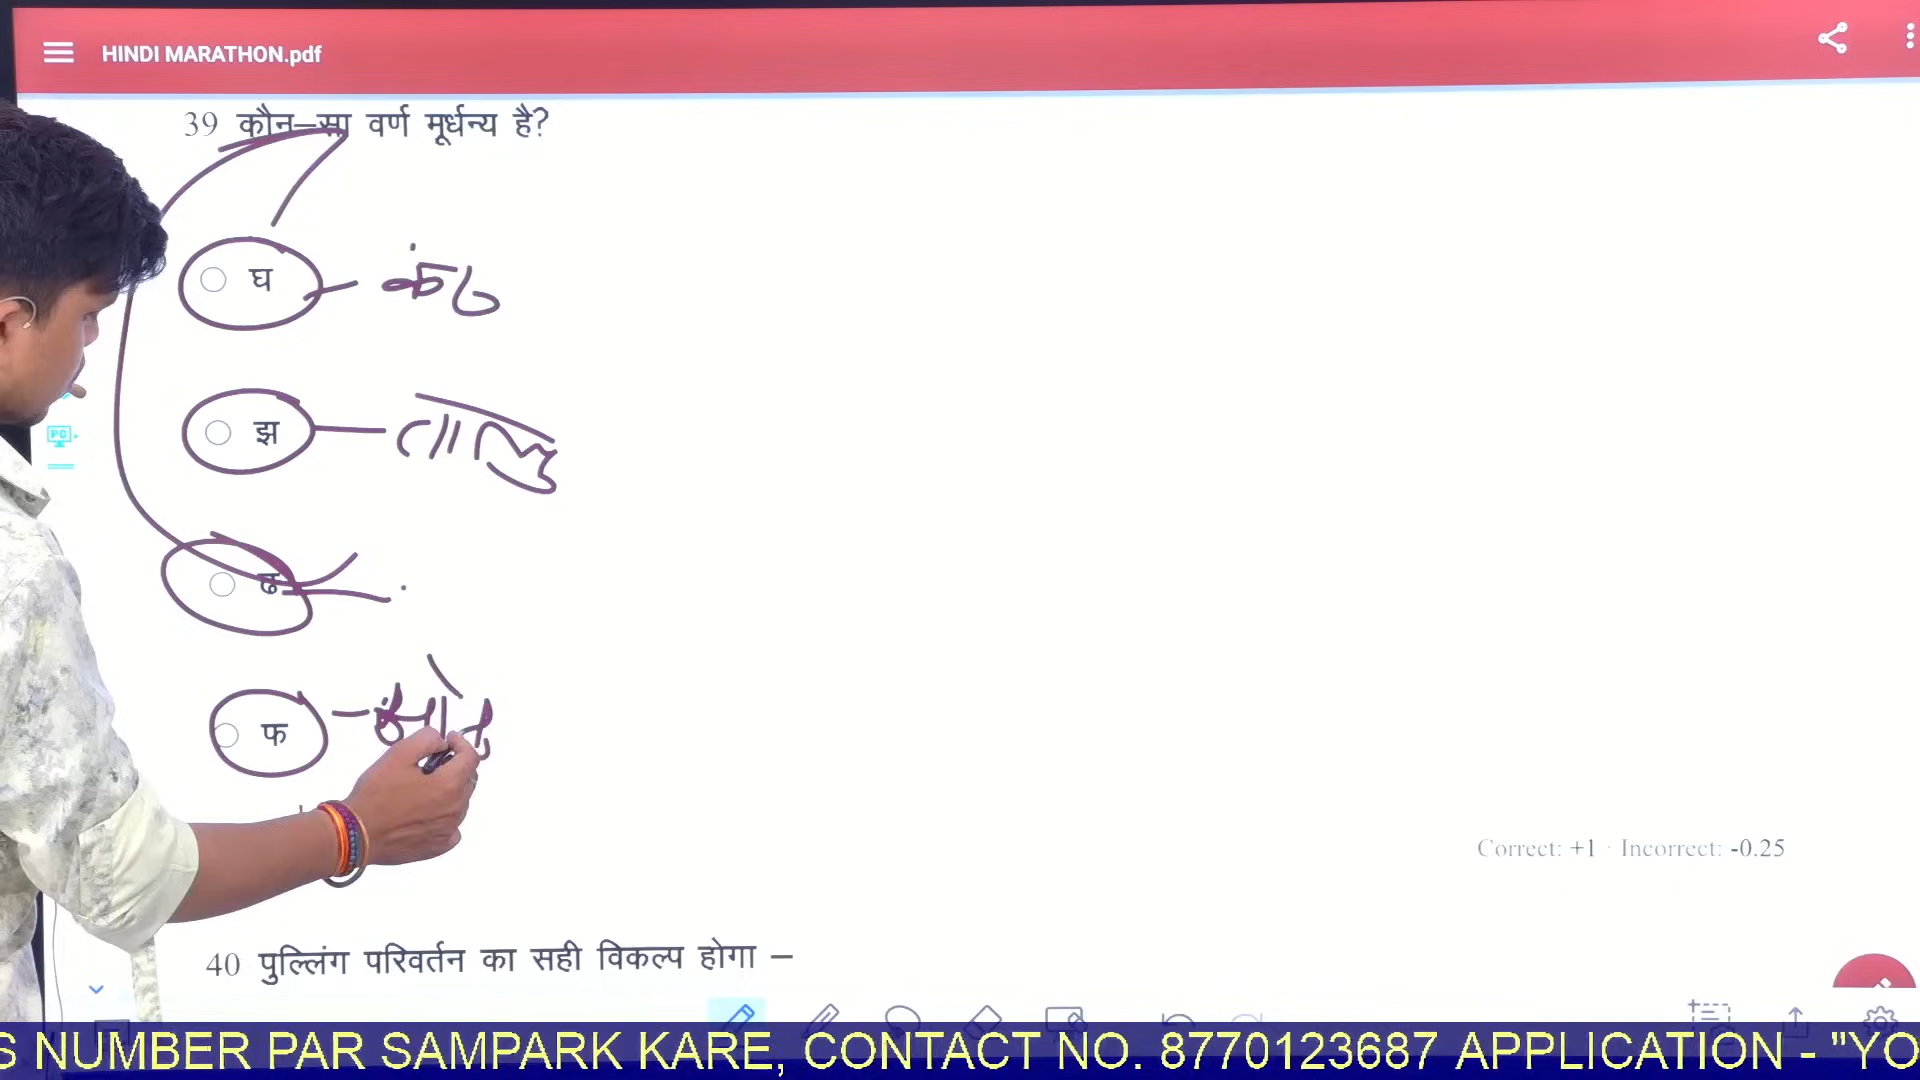 HINDI MARATHON.pdf
39 कौन–सा वर्ण मूर्धन्य है?
घ
कंठ
झ
तालु
ढ
फ
Correct: +1 · Incorrect: -0.25
40 पुल्लिंग परिवर्तन का सही विकल्प होगा –
S NUMBER PAR SAMPARK KARE, CONTACT NO. 8770123687 APPLICATION - "YO